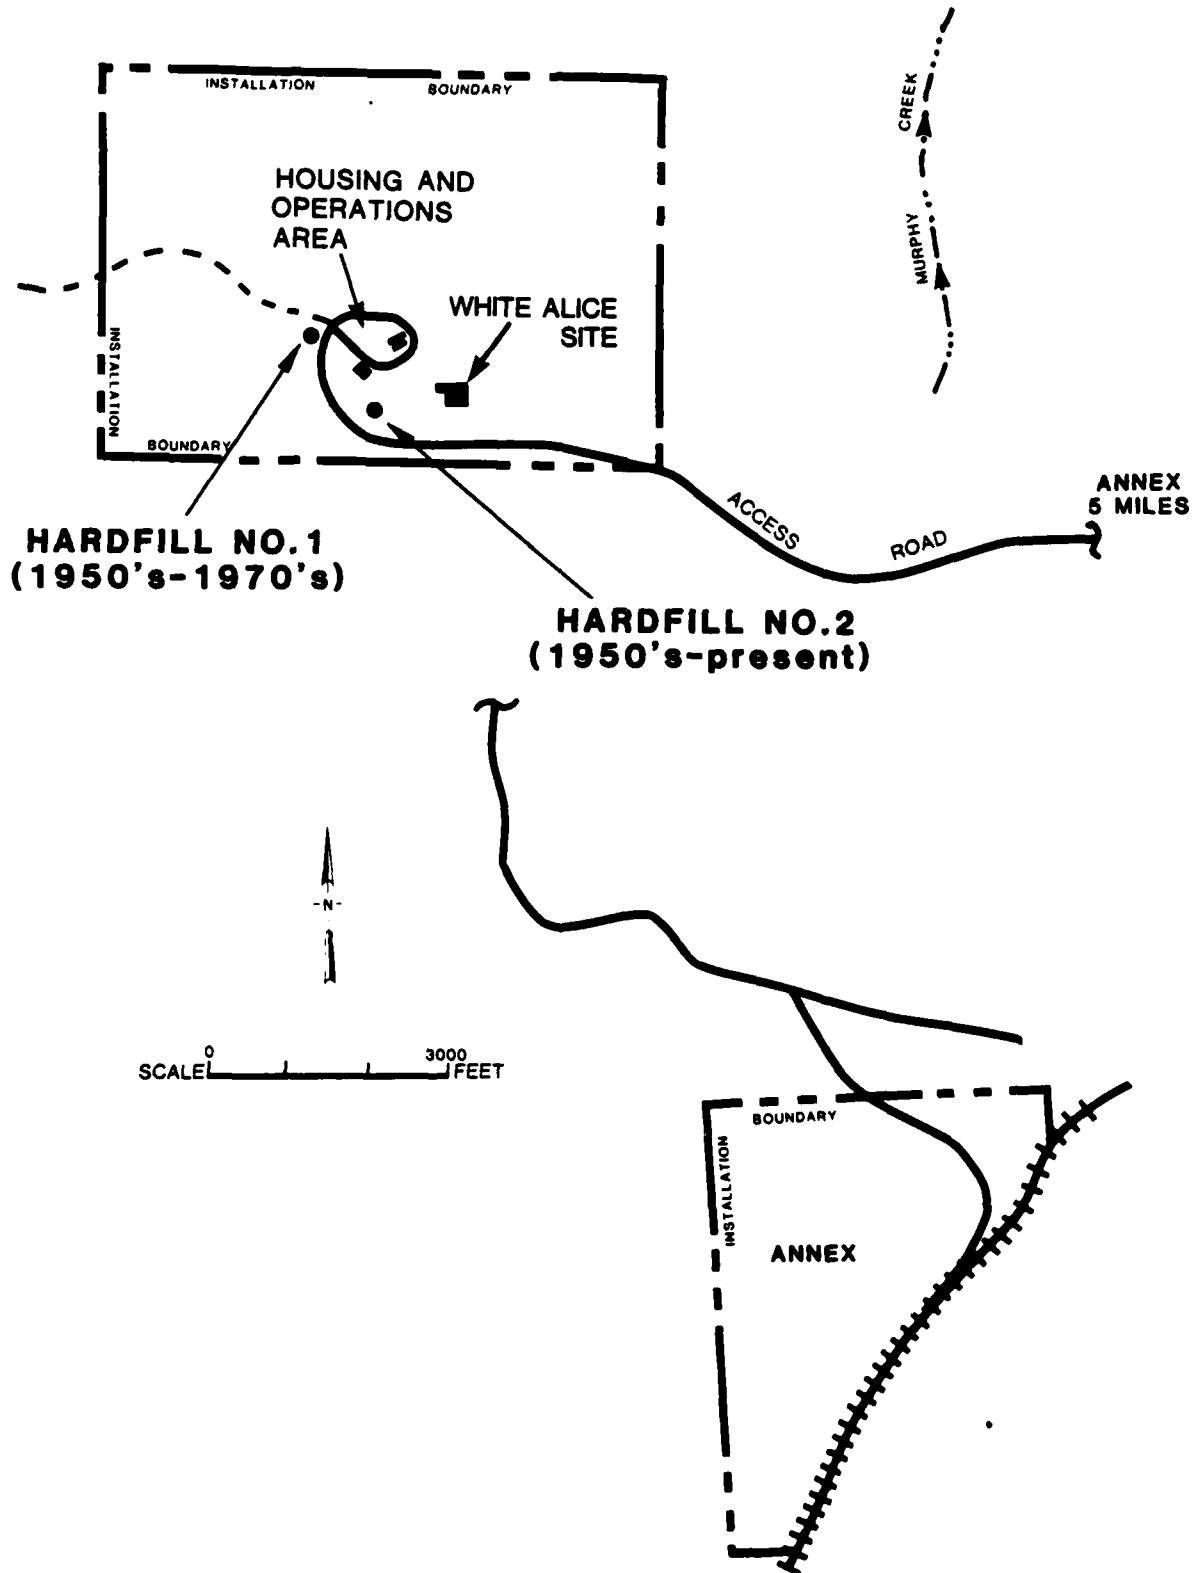 INSTALLATION BOUNDARY
CREEK
MURPHY
HOUSING AND
OPERATIONS
AREA
WHITE ALICE
SITE
INSTALLATION
BOUNDARY
ACCESS ROAD
ANNEX
5 MILES
HARDFILL NO.1
(1950's-1970's)
HARDFILL NO.2
(1950's-present)
-N-
0 3000
SCALE FEET
BOUNDARY
INSTALLATION
ANNEX